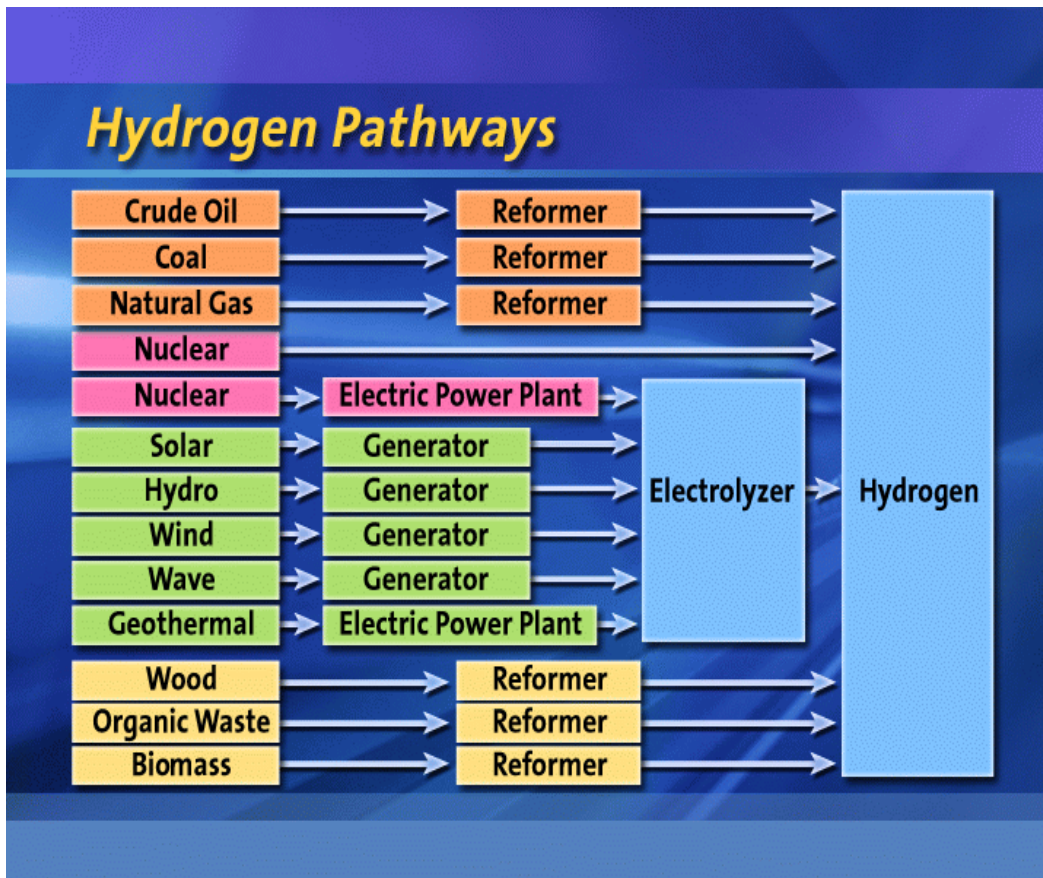 Hydrogen Pathways
Crude Oil Reformer
Coal Reformer
Natural Gas Reformer
Nuclear
Nuclear Electric Power Plant
Solar Generator
Hydro Generator Electrolyzer Hydrogen
Wind Generator
Wave Generator
Geothermal Electric Power Plant
Wood Reformer
Organic Waste Reformer
Biomass Reformer